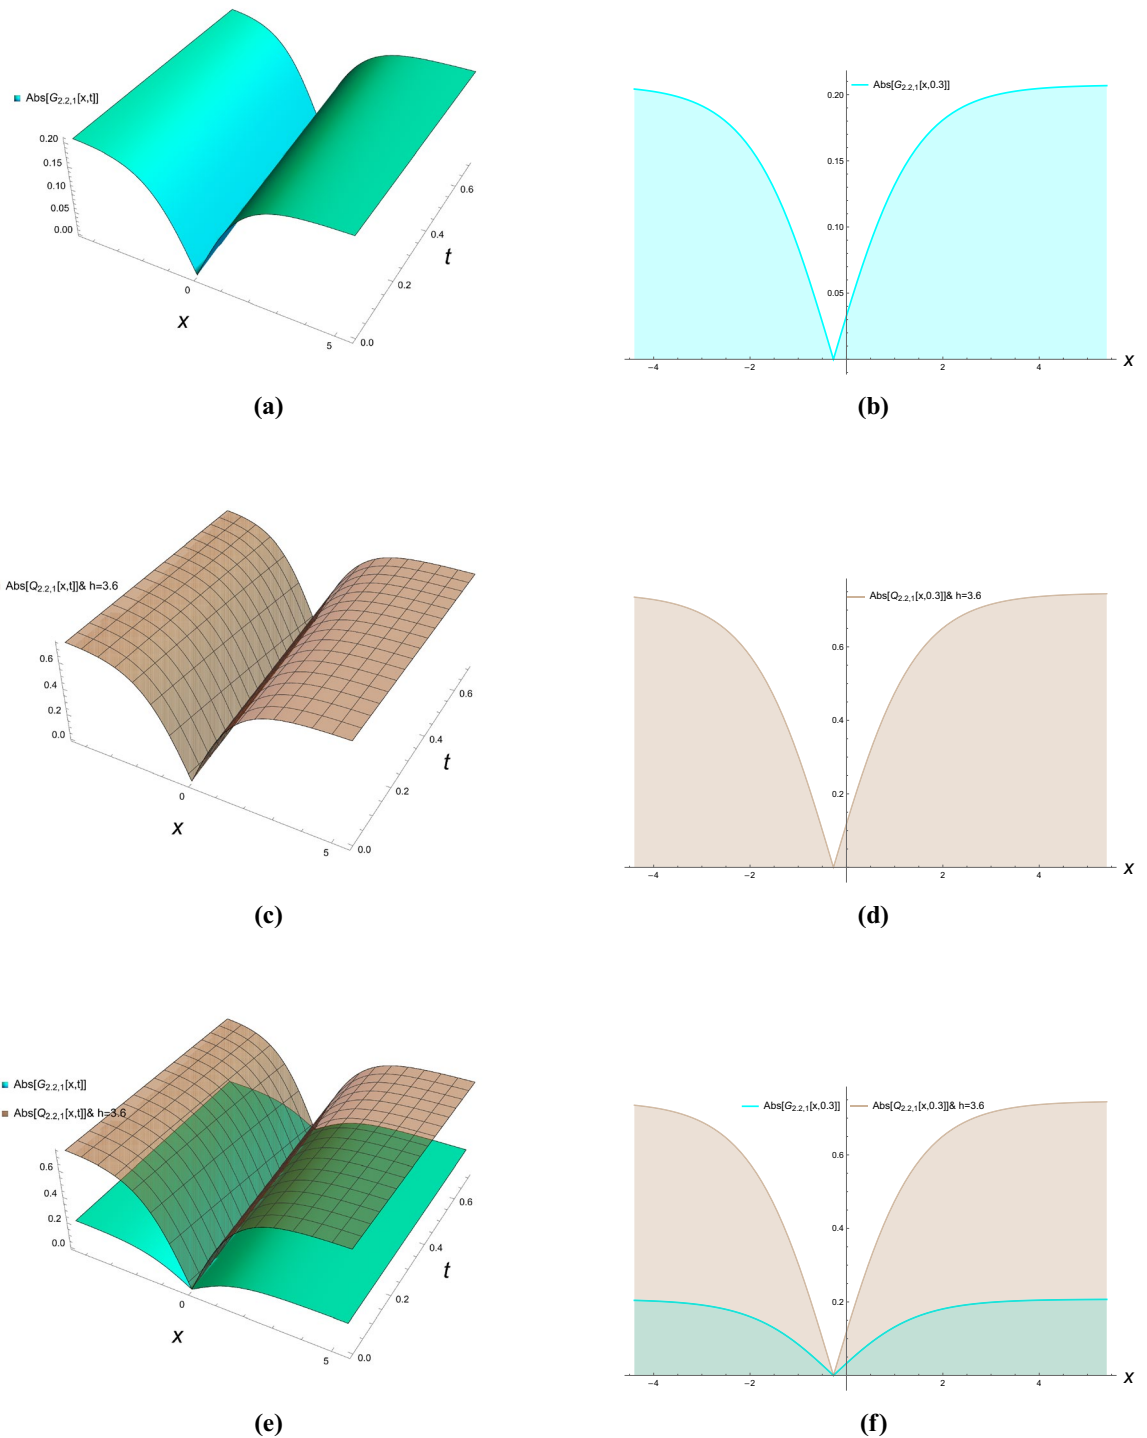 Abs[G2.2,1[x,t]]
0.20
0.15
0.10
0.05
0.00
0
5
x
0.0
0.2
0.4
0.6
t
(a)
Abs[G2.2,1[x,0.3]]
0.20
0.15
0.10
0.05
−4
−2
2
4
x
(b)
Abs[Q2.2,1[x,t]]& h=3.6
0.6
0.4
0.2
0.0
0
5
x
0.0
0.2
0.4
0.6
t
(c)
Abs[Q2.2,1[x,0.3]]& h=3.6
0.6
0.4
0.2
−4
−2
2
4
x
(d)
Abs[G2.2,1[x,t]]
Abs[Q2.2,1[x,t]]& h=3.6
0.6
0.4
0.2
0.0
0
5
x
0.0
0.2
0.4
0.6
t
(e)
Abs[G2.2,1[x,0.3]] Abs[Q2.2,1[x,0.3]]& h=3.6
0.6
0.4
0.2
−4
−2
2
4
x
(f)